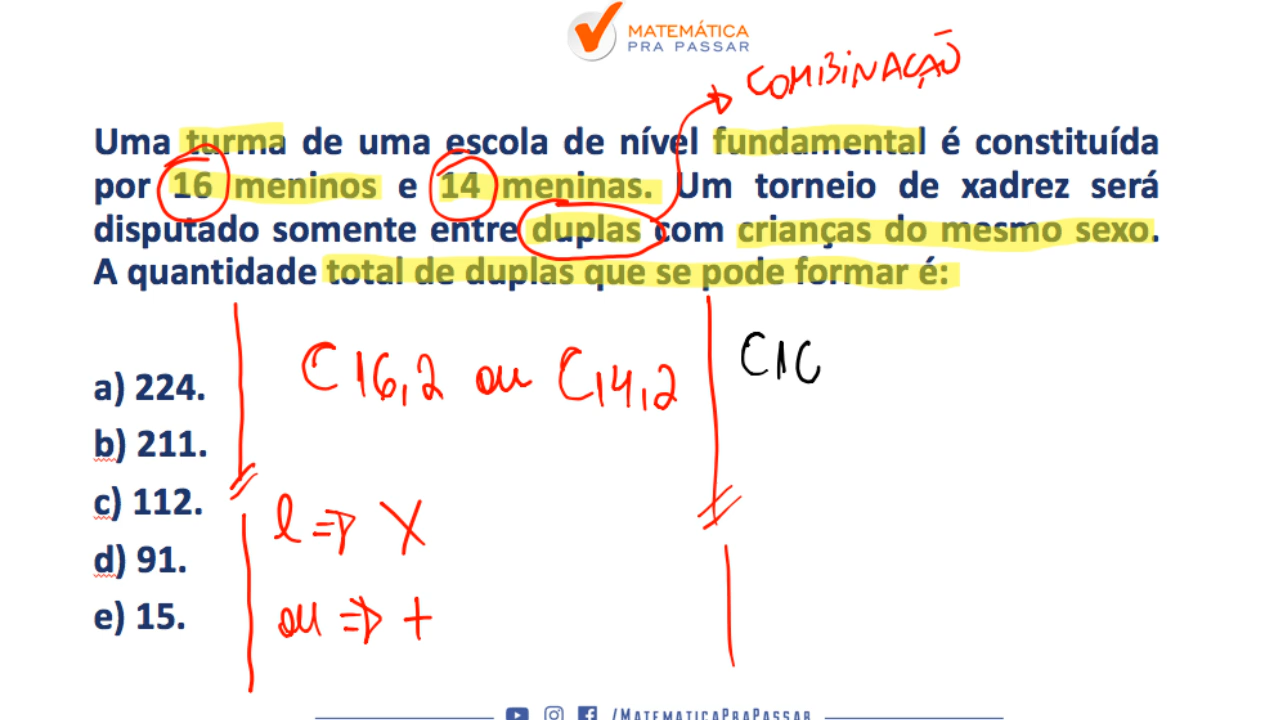 MATEMÁTICA
PRA PASSAR
COMBINAÇÃO
Uma turma de uma escola de nível fundamental é constituída
por 16 meninos e 14 meninas. Um torneio de xadrez será
disputado somente entre duplas com crianças do mesmo sexo.
A quantidade total de duplas que se pode formar é:
a) 224.
b) 211.
c) 112.
d) 91.
e) 15.
C16,2 ou C14,2
e => X
ou => +
C16
/MATEMATICAPRAPASSAR